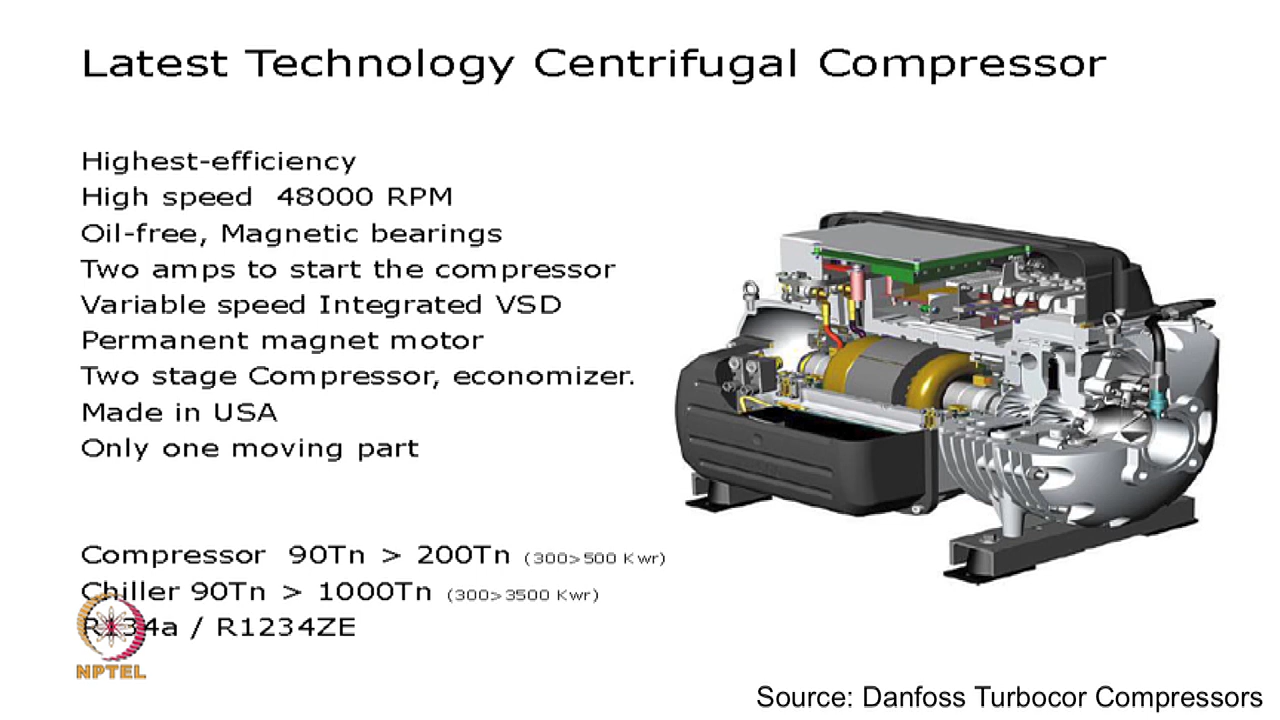 Latest Technology Centrifugal Compressor
Highest-efficiency
High speed 48000 RPM
Oil-free, Magnetic bearings
Two amps to start the compressor
Variable speed Integrated VSD
Permanent magnet motor
Two stage Compressor, economizer.
Made in USA
Only one moving part
Compressor 90Tn > 200Tn (300>500 Kwr)
Chiller 90Tn > 1000Tn (300>3500 Kwr)
R134a / R1234ZE
NPTEL
Source: Danfoss Turbocor Compressors